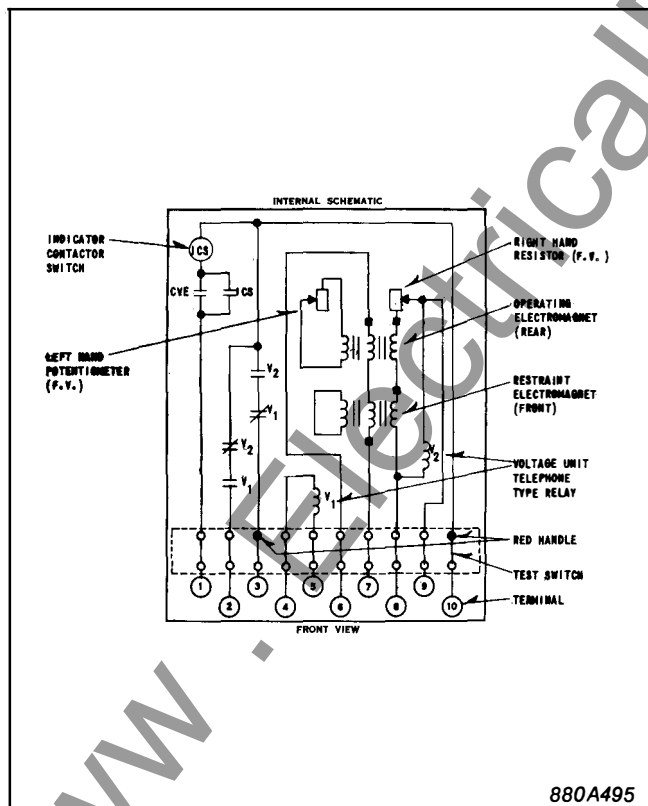 www.Electrical
INTERNAL SCHEMATIC
INDICATOR
CONTACTOR
SWITCH
ICS
CVE
ICS
LEFT HAND
POTENTIOMETER
(F.V.)
RIGHT HAND
RESISTOR (F.V.)
OPERATING
ELECTROMAGNET
(REAR)
RESTRAINT
ELECTROMAGNET
(FRONT)
V2
V1
V2
V1
V1
V2
VOLTAGE UNIT
TELEPHONE
TYPE RELAY
RED HANDLE
TEST SWITCH
TERMINAL
1
2
3
4
5
6
7
8
9
10
FRONT VIEW
880A495